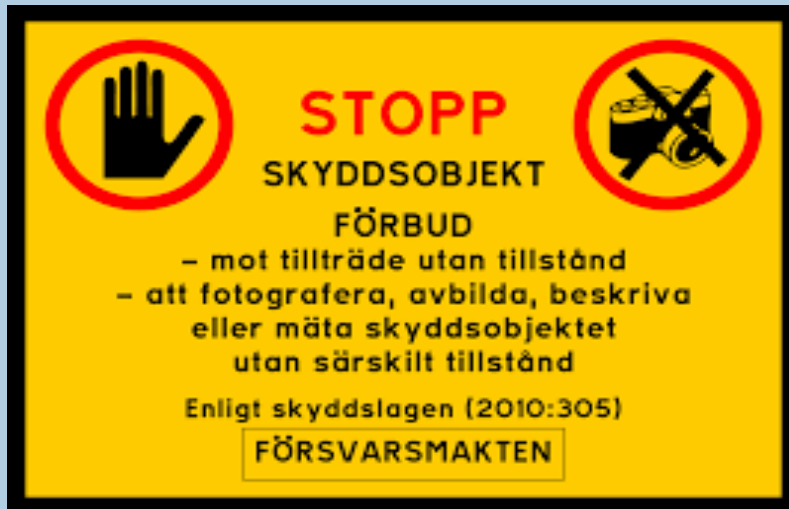 STOPP
SKYDDSOBJEKT
FÖRBUD
– mot tillträde utan tillstånd
– att fotografera, avbilda, beskriva
eller mäta skyddsobjektet
utan särskilt tillstånd
Enligt skyddslagen (2010:305)
FÖRSVARSMAKTEN